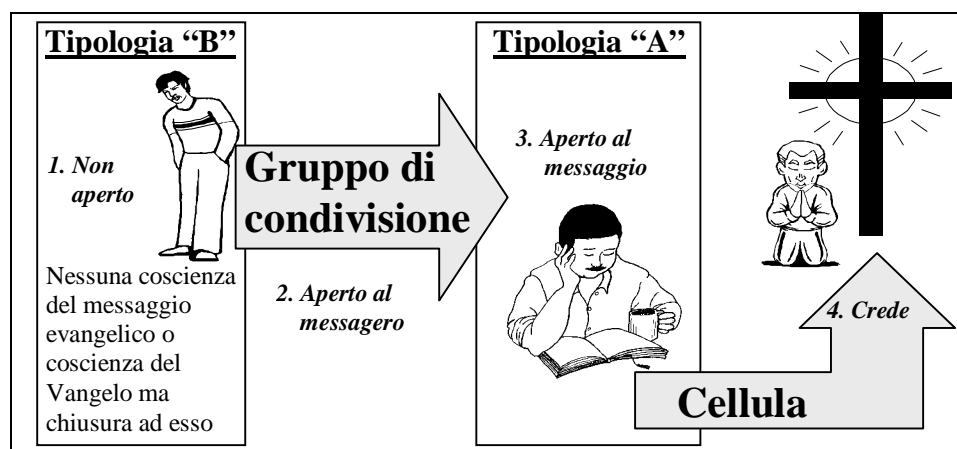 Tipologia “B”
1. Non
aperto
Nessuna coscienza
del messaggio
evangelico o
coscienza del
Vangelo ma
chiusura ad esso
Gruppo di
condivisione
2. Aperto al
messagero
Tipologia “A”
3. Aperto al
messaggio
4. Crede
Cellula